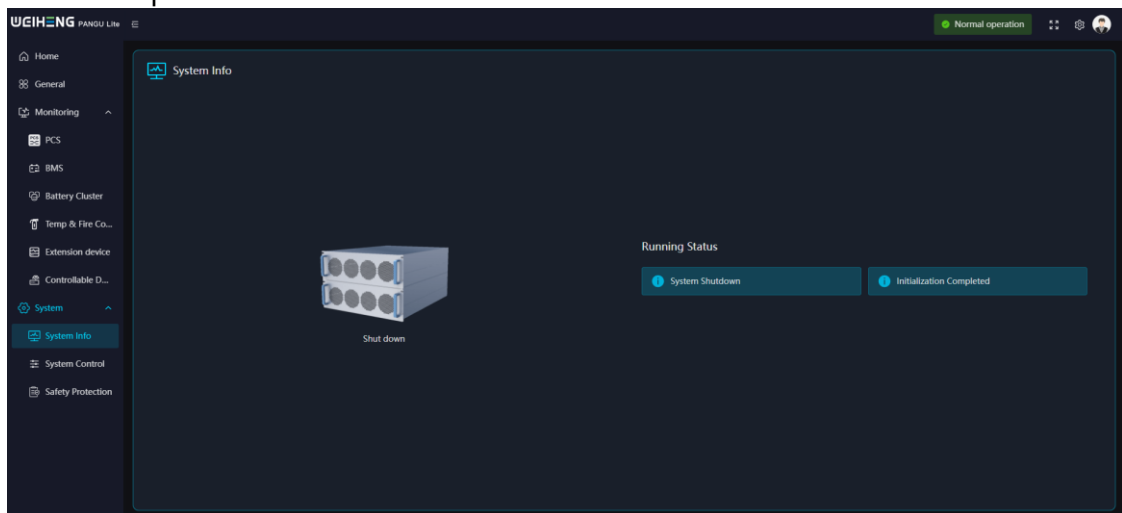 WEIHENG PANGU Lite
Normal operation
Home
General
Monitoring
PCS
BMS
Battery Cluster
Temp & Fire Co...
Extension device
Controllable D...
System
System Info
System Control
Safety Protection
System Info
Shut down
Running Status
System Shutdown
Initialization Completed